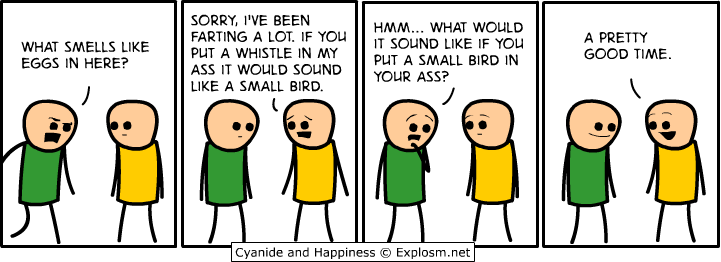 WHAT SMELLS LIKE
EGGS IN HERE?
SORRY, I'VE BEEN
FARTING A LOT. IF YOU
PUT A WHISTLE IN MY
ASS IT WOULD SOUND
LIKE A SMALL BIRD.
HMM... WHAT WOULD
IT SOUND LIKE IF YOU
PUT A SMALL BIRD IN
YOUR ASS?
A PRETTY
GOOD TIME.
Cyanide and Happiness © Explosm.net